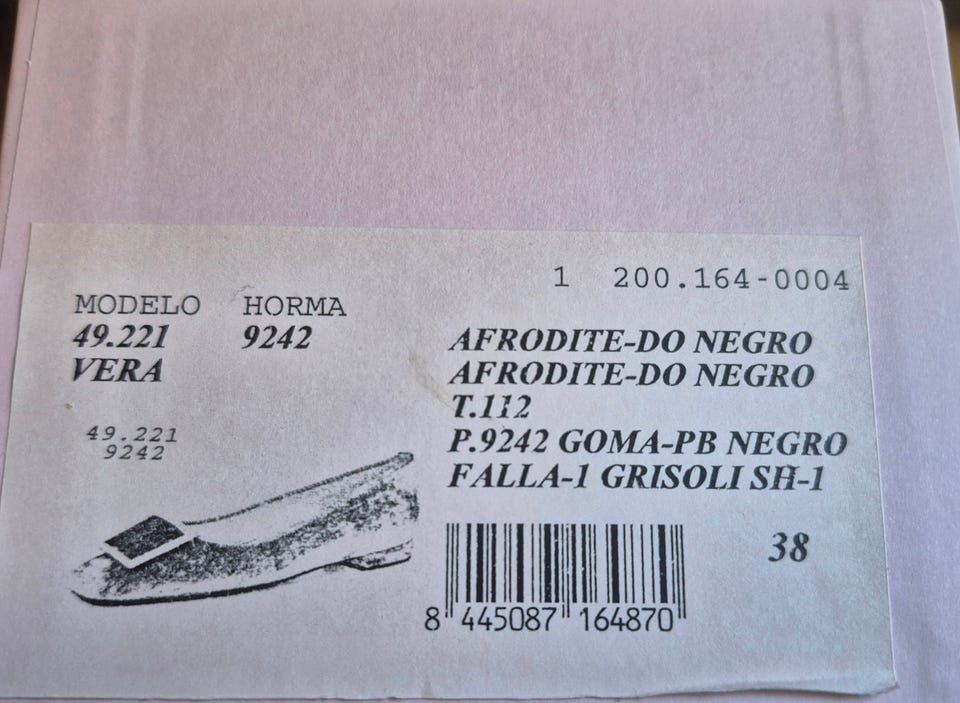 1 200.164-0004
MODELO HORMA
49.221 9242
VERA
49.221
9242
AFRODITE-DO NEGRO
AFRODITE-DO NEGRO
T.112
P.9242 GOMA-PB NEGRO
FALLA-1 GRISOLI SH-1
38
8 445087 164870